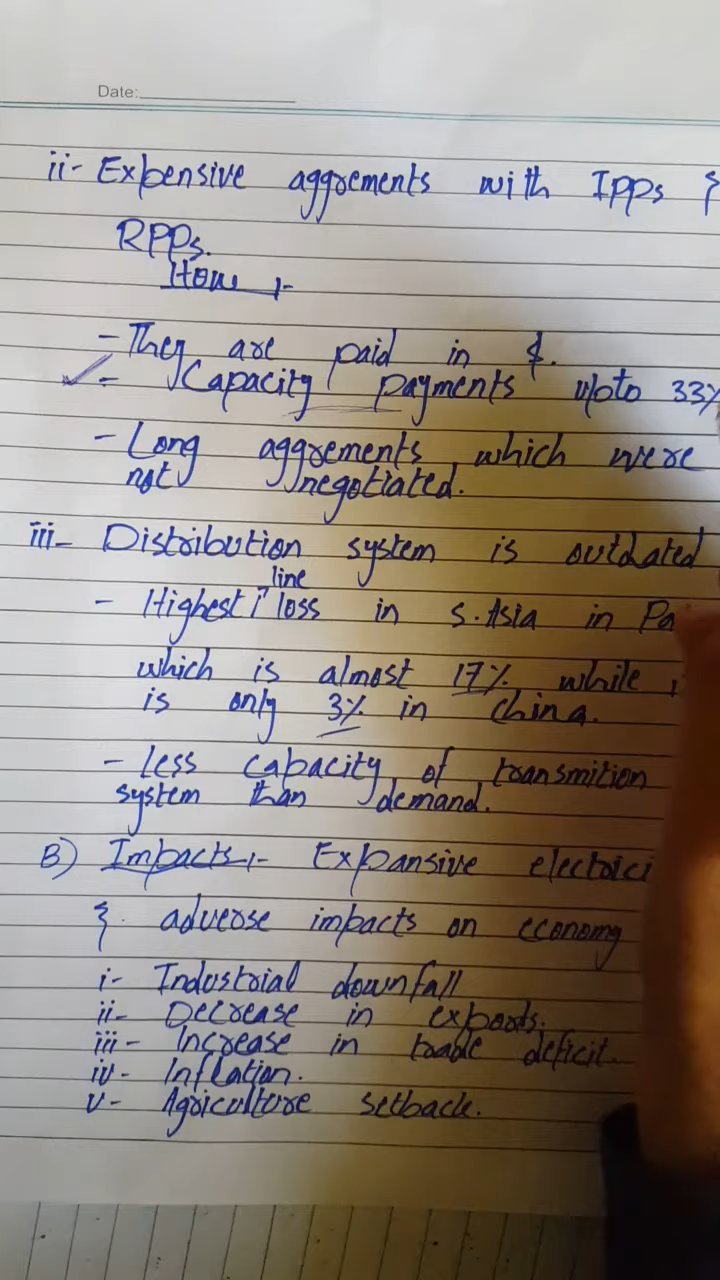 Date:
ii- Expensive aggrements with IPPs &
RPPs.
How :-
- They are paid in $.
- Capacity payments upto 33%
- Long aggrements which were
not negotiated.
iii- Distribution system is outdated
line
- Highest loss in S.Asia in Pa
which is almost 17% while
is only 3% in China.
- Less capacity of transmition
system than demand.
B) Impacts:- Expansive electrici
& adverse impacts on economy
i- Industrial downfall
ii- Decrease in exports.
iii- Increase in trade deficit.
iv- Inflation.
v- Agriculture setback.